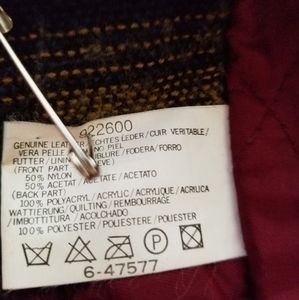 922600
GENUINE LEATHER/ECHTES LEDER/CUIR VERITABLE/
VERA PELLE PIEL
FUTTER/LININ DOUBLURE/FODERA/FORRO
(FRONT PART
50% NYLON
50% ACETAT/ACETATE/ACETATO
(BACK PART)
100% POLYACRYL/ACRYLIC/ACRYLIQUE/ACRILICA
WATTIERUNG/QUILTING/REMBOURRAGE
/IMBOTTITURA/ACOLCHADO
100% POLYESTER/POLIESTERE/POLIESTER
P
6-47577